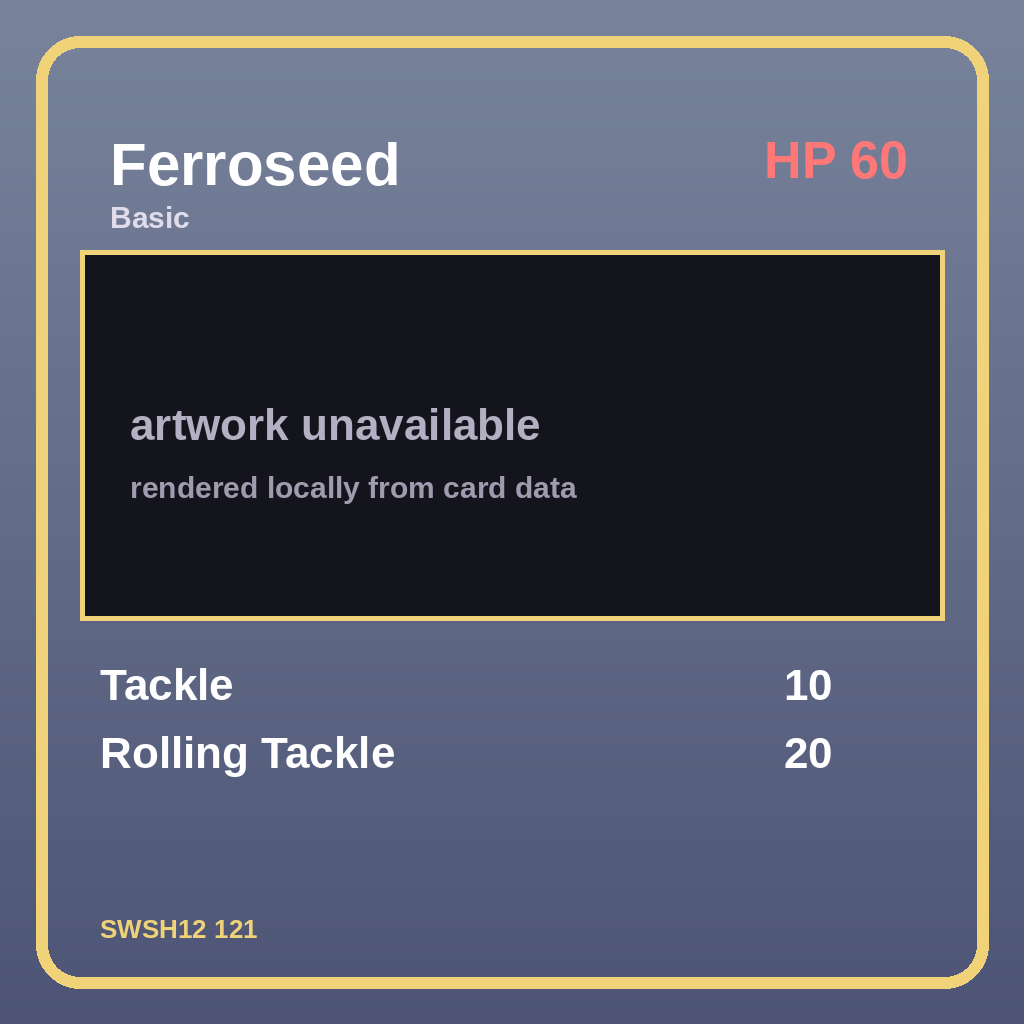 Ferroseed
HP 60
Basic
artwork unavailable
rendered locally from card data
Tackle 10
Rolling Tackle 20
SWSH12 121